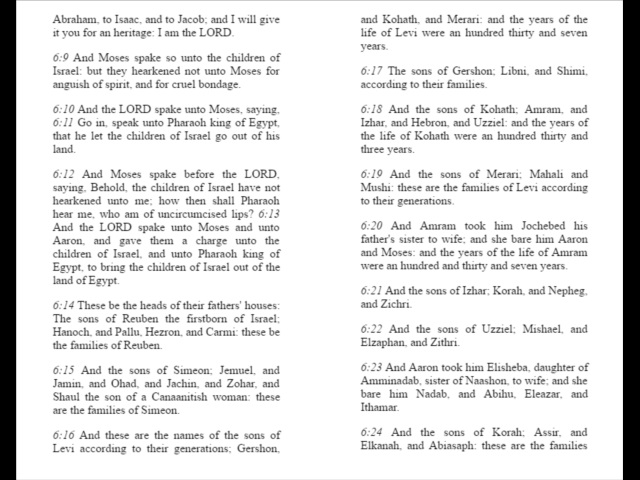 Abraham, to Isaac, and to Jacob; and I will give
it you for an heritage: I am the LORD.
6:9 And Moses spake so unto the children of
Israel: but they hearkened not unto Moses for
anguish of spirit, and for cruel bondage.
6:10 And the LORD spake unto Moses, saying,
6:11 Go in, speak unto Pharaoh king of Egypt,
that he let the children of Israel go out of his
land.
6:12 And Moses spake before the LORD,
saying, Behold, the children of Israel have not
hearkened unto me; how then shall Pharaoh
hear me, who am of uncircumcised lips? 6:13
And the LORD spake unto Moses and unto
Aaron, and gave them a charge unto the
children of Israel, and unto Pharaoh king of
Egypt, to bring the children of Israel out of the
land of Egypt.
6:14 These be the heads of their fathers' houses:
The sons of Reuben the firstborn of Israel;
Hanoch, and Pallu, Hezron, and Carmi: these be
the families of Reuben.
6:15 And the sons of Simeon; Jemuel, and
Jamin, and Ohad, and Jachin, and Zohar, and
Shaul the son of a Canaanitish woman: these
are the families of Simeon.
6:16 And these are the names of the sons of
Levi according to their generations; Gershon,
and Kohath, and Merari: and the years of the
life of Levi were an hundred thirty and seven
years.
6:17 The sons of Gershon; Libni, and Shimi,
according to their families.
6:18 And the sons of Kohath; Amram, and
Izhar, and Hebron, and Uzziel: and the years of
the life of Kohath were an hundred thirty and
three years.
6:19 And the sons of Merari; Mahali and
Mushi: these are the families of Levi according
to their generations.
6:20 And Amram took him Jochebed his
father's sister to wife; and she bare him Aaron
and Moses: and the years of the life of Amram
were an hundred and thirty and seven years.
6:21 And the sons of Izhar; Korah, and Nepheg,
and Zichri.
6:22 And the sons of Uzziel; Mishael, and
Elzaphan, and Zithri.
6:23 And Aaron took him Elisheba, daughter of
Amminadab, sister of Naashon, to wife; and she
bare him Nadab, and Abihu, Eleazar, and
Ithamar.
6:24 And the sons of Korah; Assir, and
Elkanah, and Abiasaph: these are the families